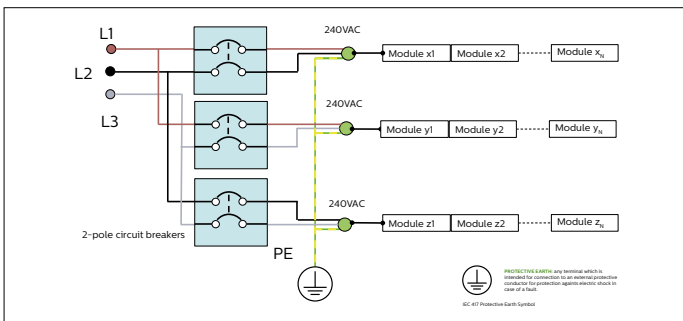 L1
240VAC
Module x1 Module x2 Module xN
L2
L3
240VAC
Module y1 Module y2 Module yN
240VAC
Module z1 Module z2 Module zN
2-pole circuit breakers
PE
PROTECTIVE EARTH: any terminal which is
intended for connection to an external protective
conductor for protection againts electric shock in
case of a fault.
IEC 417 Protective Earth Symbol